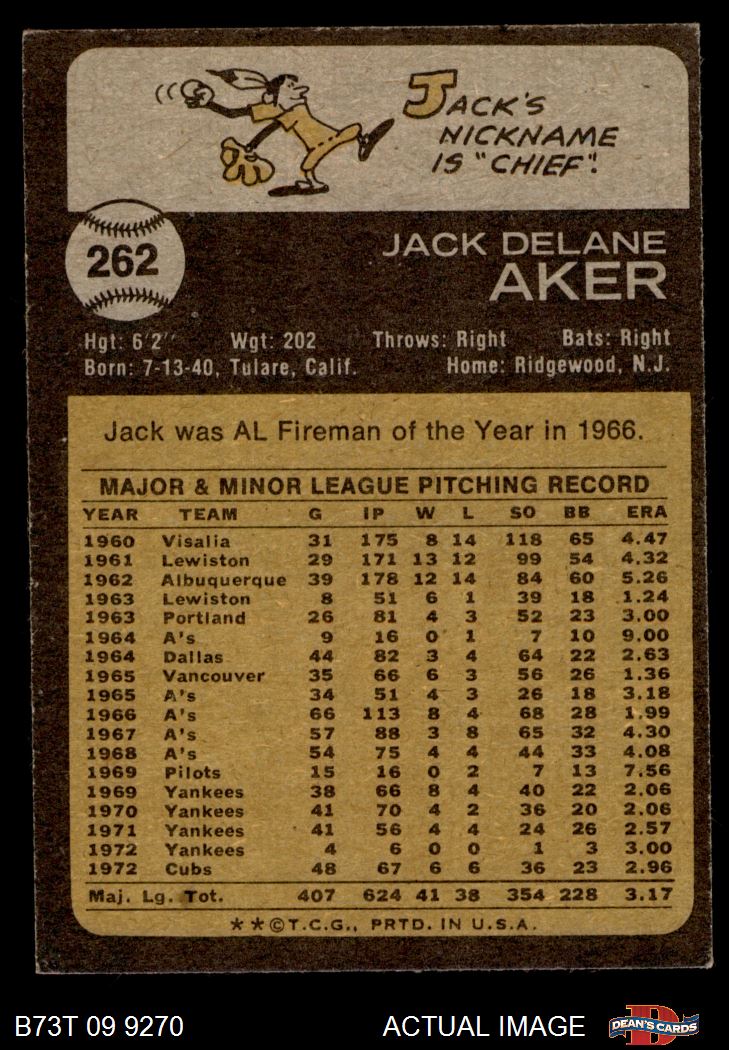 JACK'S
NICKNAME
IS "CHIEF"!
262
JACK DELANE
AKER
Hgt: 6'2" Wgt: 202 Throws: Right Bats: Right
Born: 7-13-40, Tulare, Calif. Home: Ridgewood, N.J.
Jack was AL Fireman of the Year in 1966.
MAJOR & MINOR LEAGUE PITCHING RECORD
YEAR TEAM G IP W L SO BB ERA
1960 Visalia 31 175 8 14 118 65 4.47
1961 Lewiston 29 171 13 12 99 54 4.32
1962 Albuquerque 39 178 12 14 84 60 5.26
1963 Lewiston 8 51 6 1 39 18 1.24
1963 Portland 26 81 4 3 52 23 3.00
1964 A's 9 16 0 1 7 10 9.00
1964 Dallas 44 82 3 4 64 22 2.63
1965 Vancouver 35 66 6 3 56 26 1.36
1965 A's 34 51 4 3 26 18 3.18
1966 A's 66 113 8 4 68 28 1.99
1967 A's 57 88 3 8 65 32 4.30
1968 A's 54 75 4 4 44 33 4.08
1969 Pilots 15 16 0 2 7 13 7.56
1969 Yankees 38 66 8 4 40 22 2.06
1970 Yankees 41 70 4 2 36 20 2.06
1971 Yankees 41 56 4 4 24 26 2.57
1972 Yankees 4 6 0 0 1 3 3.00
1972 Cubs 48 67 6 6 36 23 2.96
Maj. Lg. Tot. 407 624 41 38 354 228 3.17
**©T.C.G., PRTD. IN U.S.A.
B73T 09 9270 ACTUAL IMAGE DEAN'S CARDS